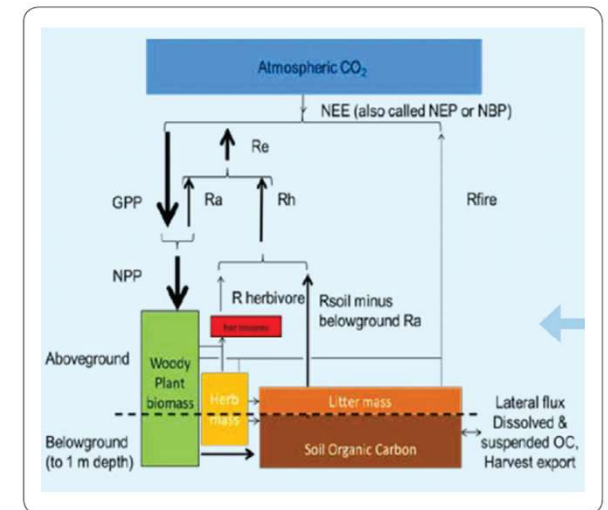 Atmospheric CO₂
NEE (also called NEP or NBP)
Re
GPP
Ra
Rh
Rfire
NPP
R herbivore
Rsoil minus
belowground Ra
Aboveground
Woody
Plant
biomass
Herb
mass
Litter mass
Soil Organic Carbon
Belowground
(to 1 m depth)
Lateral flux
Dissolved &
suspended OC,
Harvest export